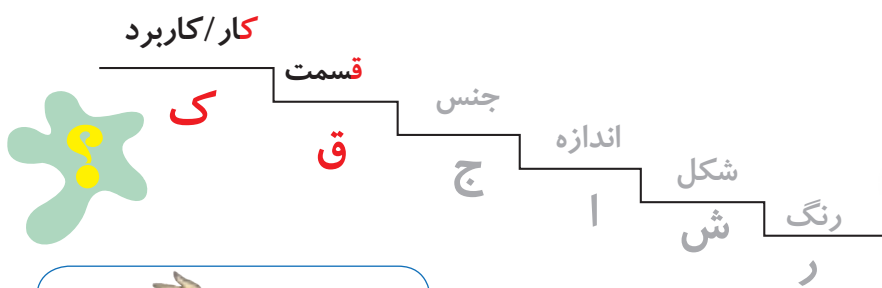 کار/کاربرد
ک
قسمت
ق
جنس
ج
اندازه
ا
شکل
ش
رنگ
ر
؟